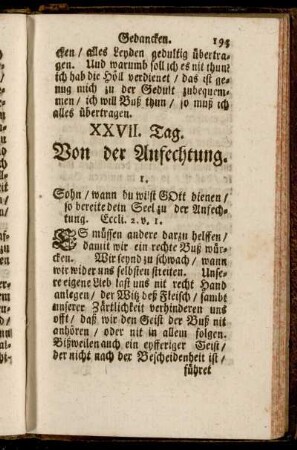 Gedancken. 195
sten / alles Leyden gedultig übertra-
gen. Und warumb soll ich es nit thun?
ich hab die Höll verdienet / das ist ge-
nug mich zu der Gedult zubequem-
men / ich will Buß thun / so muß ich
alles übertragen.
XXVII. Tag.
Von der Anfechtung.
1.
Sohn / wann du wilst GOtt dienen /
so bereite dein Seel zu der Anfech-
tung. Eccli. 2. v. 1.
ES müssen andere darzu helffen /
damit wir ein rechte Buß wür-
cken. Wir seynd zu schwach / wann
wir wider uns selbsten streiten. Unse-
re eigene Lieb last uns nit recht Hand
anlegen / der Witz deß Fleisch / sambt
unserer Zärtlichkeit verhinderen uns
offt / daß wir den Geist der Buß nit
anhören / oder nit in allem folgen.
Bißweilen auch ein eyfferiger Geist /
der nicht nach der Bescheidenheit ist /
führet